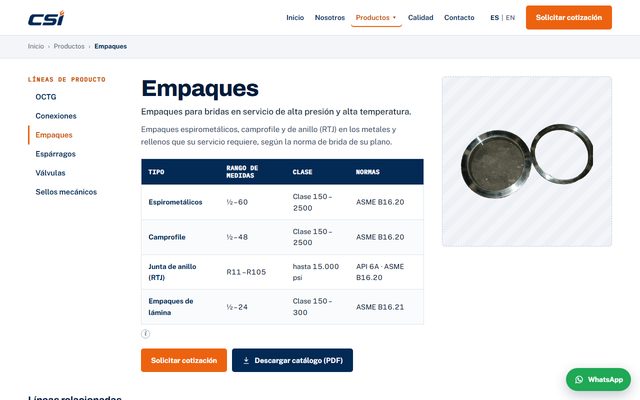 CSI
Inicio Nosotros Productos Calidad Contacto ES | EN Solicitar cotización
Inicio › Productos › Empaques
LÍNEAS DE PRODUCTO
OCTG
Conexiones
Empaques
Espárragos
Válvulas
Sellos mecánicos
Empaques
Empaques para bridas en servicio de alta presión y alta temperatura.
Empaques espirometálicos, camprofile y de anillo (RTJ) en los metales y
rellenos que su servicio requiere, según la norma de brida de su plano.
TIPO RANGO DE MEDIDAS CLASE NORMAS
Espirometálicos ½–60 Clase 150–2500 ASME B16.20
Camprofile ½–48 Clase 150–2500 ASME B16.20
Junta de anillo (RTJ) R11–R105 hasta 15.000 psi API 6A · ASME B16.20
Empaques de lámina ½–24 Clase 150–300 ASME B16.21
i
Solicitar cotización Descargar catálogo (PDF)
WhatsApp
Líneas relacionadas